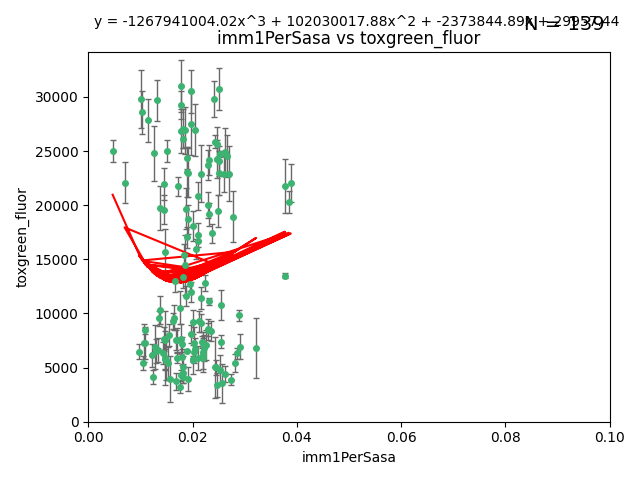 y = -1267941004.02x^3 + 102030017.88x^2 + -2373844.89x + 29957.44
N = 139
imm1PerSasa vs toxgreen_fluor
30000
25000
20000
15000
10000
5000
0
toxgreen_fluor
0.00 0.02 0.04 0.06 0.08 0.10
imm1PerSasa